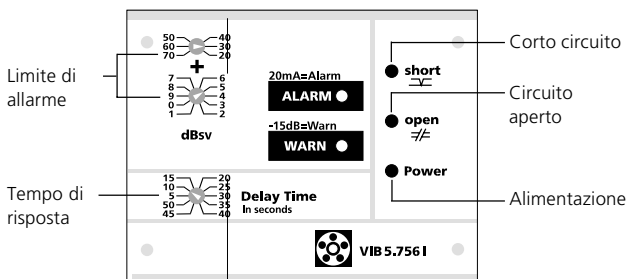 Limite di
allarme
50 40
60 30
70 20
+
7 6
8 5
9 4
0 3
1 2
dBsv
20mA=Alarm
ALARM
-15dB=Warn
WARN
short
open
Power
Corto circuito
Circuito
aperto
Alimentazione
Tempo di
risposta
15 20
10 25
5 30
50 35
45 40
Delay Time
In seconds
VIB 5.756 I